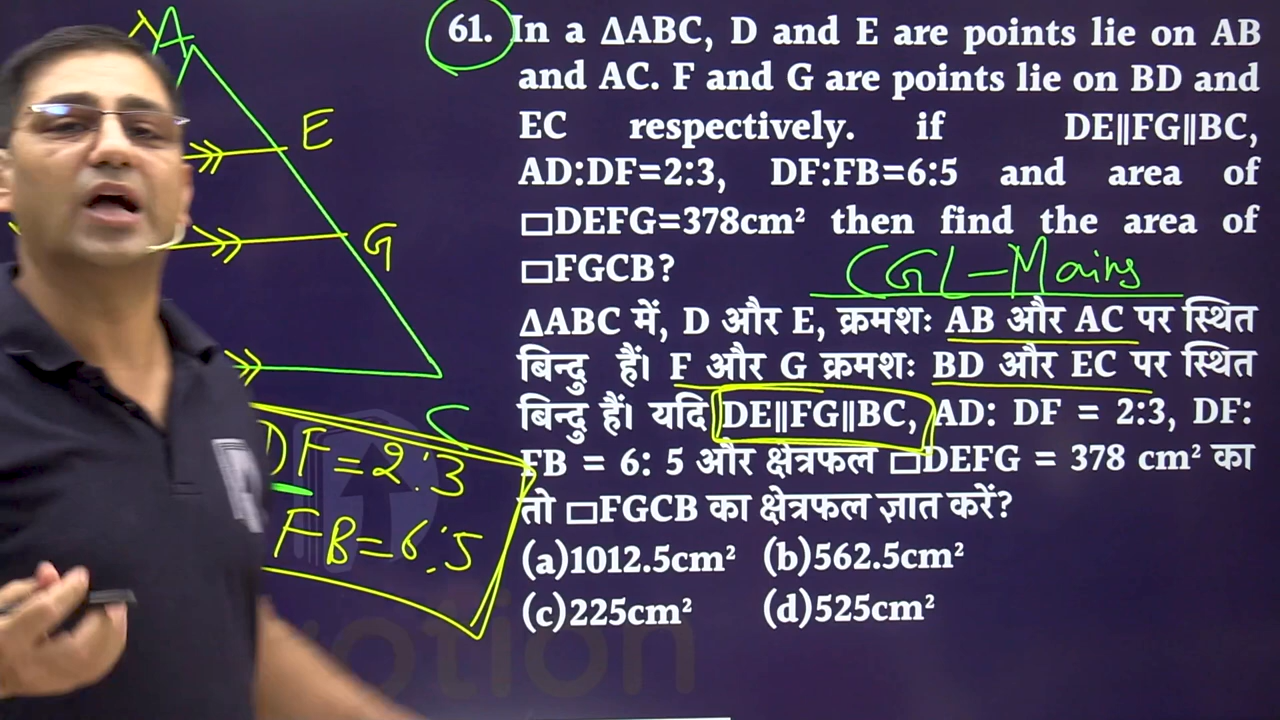 61. In a ΔABC, D and E are points lie on AB
and AC. F and G are points lie on BD and
EC respectively. if DE||FG||BC,
AD:DF=2:3, DF:FB=6:5 and area of
□DEFG=378cm² then find the area of
□FGCB?
CGL-Mains
ΔABC में, D और E, क्रमशः AB और AC पर स्थित
बिन्दु हैं। F और G क्रमशः BD और EC पर स्थित
बिन्दु हैं। यदि DE||FG||BC, AD: DF = 2:3, DF:
FB = 6: 5 और क्षेत्रफल □DEFG = 378 cm² का
तो □FGCB का क्षेत्रफल ज्ञात करें?
(a)1012.5cm² (b)562.5cm²
(c)225cm² (d)525cm²
A
E
G
C
DF=2:3
FB=6:5